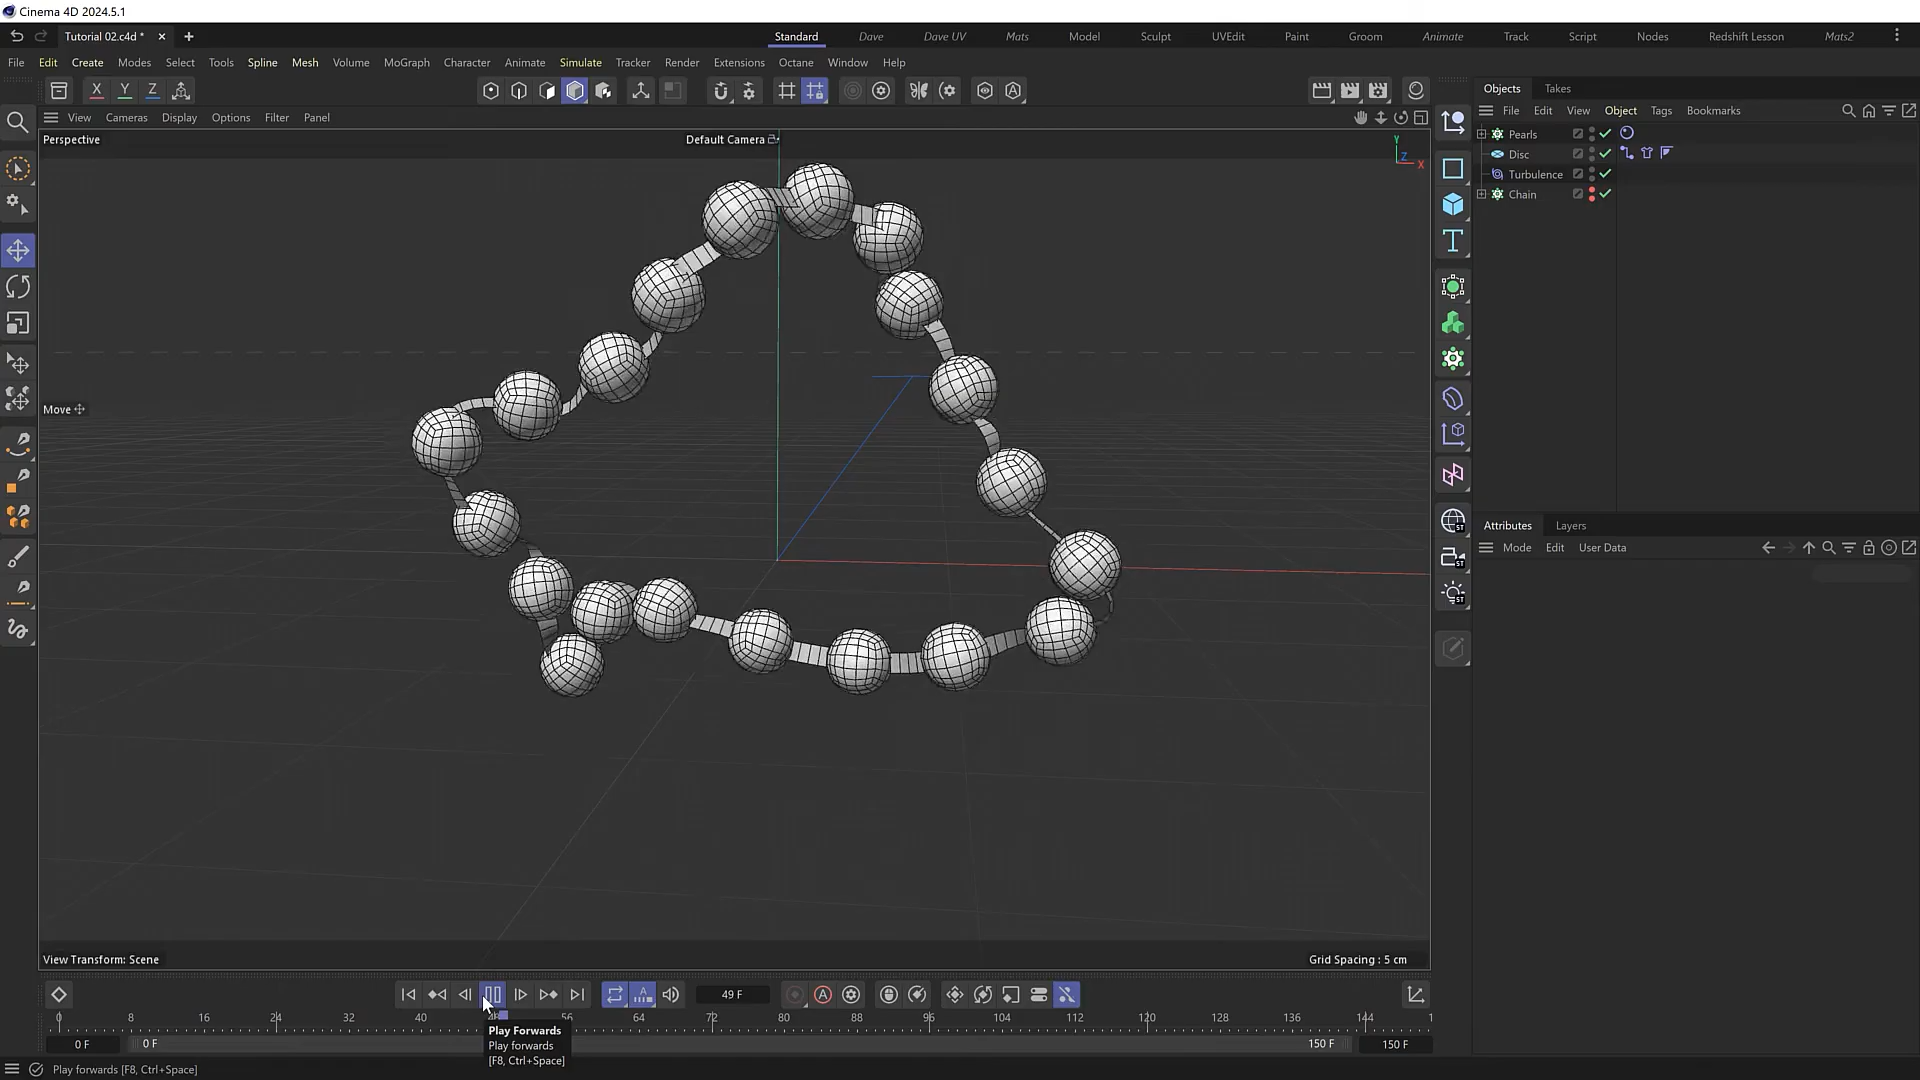 Cinema 4D 2024.5.1
Tutorial 02.c4d *
Standard Dave Dave UV Mats Model Sculpt UVEdit Paint Groom Animate Track Script Nodes Redshift Lesson Mats2
File Edit Create Modes Select Tools Spline Mesh Volume MoGraph Character Animate Simulate Tracker Render Extensions Octane Window Help
X Y Z
Objects Takes
File Edit View Object Tags Bookmarks
View Cameras Display Options Filter Panel
Perspective
Default Camera
Y
Z
X
Pearls
Disc
Turbulence
Chain
Move
ST
ST
ST
Attributes Layers
Mode Edit User Data
View Transform: Scene
Grid Spacing : 5 cm
49 F
0 8 16 24 32 40 48 56 64 72 80 88 96 104 112 120 128 136 144 1
Play Forwards
Play forwards
[F8, Ctrl+Space]
0 F
0 F
150 F
150 F
Play forwards [F8, Ctrl+Space]